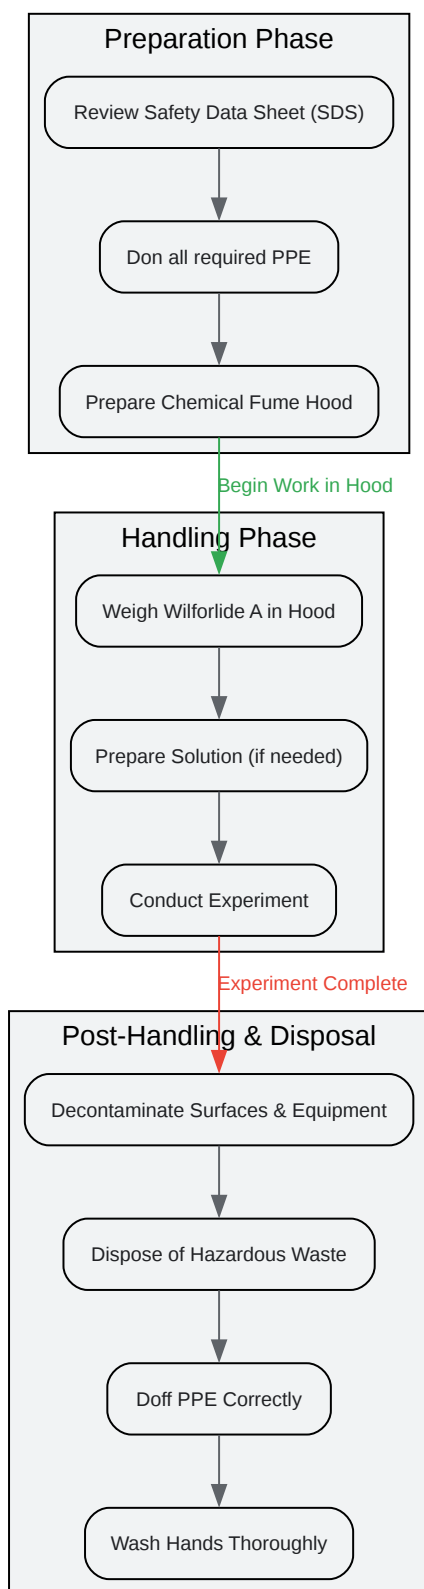 Preparation Phase
Review Safety Data Sheet (SDS)
Don all required PPE
Prepare Chemical Fume Hood
Begin Work in Hood
Handling Phase
Weigh Wilforlide A in Hood
Prepare Solution (if needed)
Conduct Experiment
Experiment Complete
Post-Handling & Disposal
Decontaminate Surfaces & Equipment
Dispose of Hazardous Waste
Doff PPE Correctly
Wash Hands Thoroughly